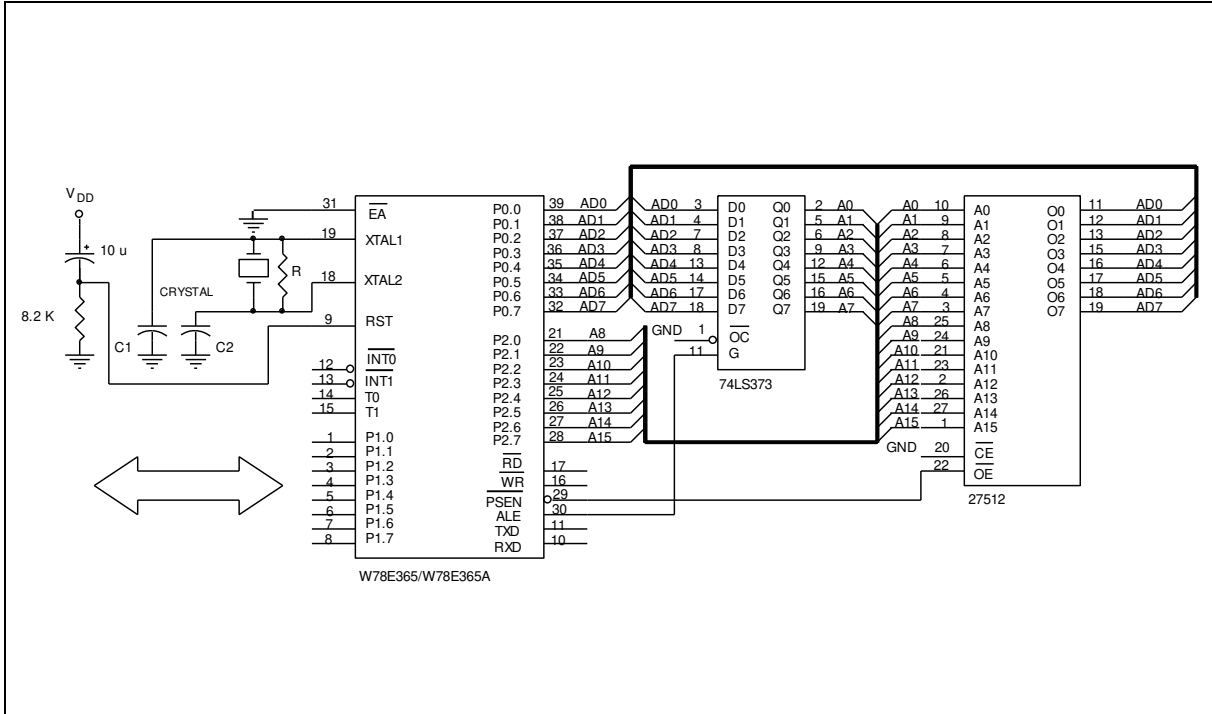 V DD
10 u
8.2 K
C1
C2
CRYSTAL
R
31 EA
19 XTAL1
18 XTAL2
9 RST
12 INT0
13 INT1
14 T0
15 T1
1 P1.0
2 P1.1
3 P1.2
4 P1.3
5 P1.4
6 P1.5
7 P1.6
8 P1.7
P0.0 39 AD0
P0.1 38 AD1
P0.2 37 AD2
P0.3 36 AD3
P0.4 35 AD4
P0.5 34 AD5
P0.6 33 AD6
P0.7 32 AD7
P2.0 21 A8
P2.1 22 A9
P2.2 23 A10
P2.3 24 A11
P2.4 25 A12
P2.5 26 A13
P2.6 27 A14
P2.7 28 A15
RD 17
WR 16
PSEN 29
ALE 30
TXD 11
RXD 10
W78E365/W78E365A
AD0 3 D0 Q0 2 A0
AD1 4 D1 Q1 5 A1
AD2 7 D2 Q2 6 A2
AD3 8 D3 Q3 9 A3
AD4 13 D4 Q4 12 A4
AD5 14 D5 Q5 15 A5
AD6 17 D6 Q6 16 A6
AD7 18 D7 Q7 19 A7
GND 1 OC
11 G
74LS373
A0 10 A0 O0 11 AD0
A1 9 A1 O1 12 AD1
A2 8 A2 O2 13 AD2
A3 7 A3 O3 15 AD3
A4 6 A4 O4 16 AD4
A5 5 A5 O5 17 AD5
A6 4 A6 O6 18 AD6
A7 3 A7 O7 19 AD7
A8 25 A8
A9 24 A9
A10 21 A10
A11 23 A11
A12 2 A12
A13 26 A13
A14 27 A14
A15 1 A15
GND 20 CE
22 OE
27512